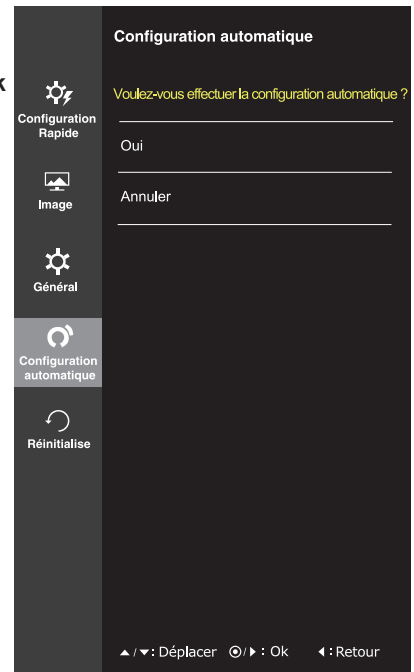 Configuration automatique
k
Voulez-vous effectuer la configuration automatique ?
Oui
Annuler
Configuration
Rapide
Image
Général
Configuration
automatique
Réinitialise
▲ / ▼: Déplacer ◉/▶ : Ok ◀ : Retour